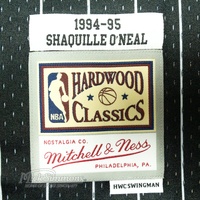 1994-95
SHAQUILLE O'NEAL
HARDWOOD
NBA
CLASSICS
NOSTALGIA CO.
Mitchell & Ness
PHILADELPHIA, PA.
HWC SWINGMAN